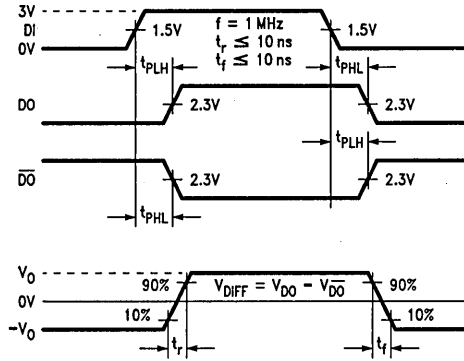 3V
DI
0V
1.5V
f = 1 MHz
tr ≤ 10 ns
tf ≤ 10 ns
1.5V
tPLH
tPHL
DO
2.3V
2.3V
tPLH
D̅O̅
2.3V
2.3V
tPHL
VO
90%
VDIFF = VDO − VD̅O̅
90%
0V
10%
10%
−VO
tr
tf